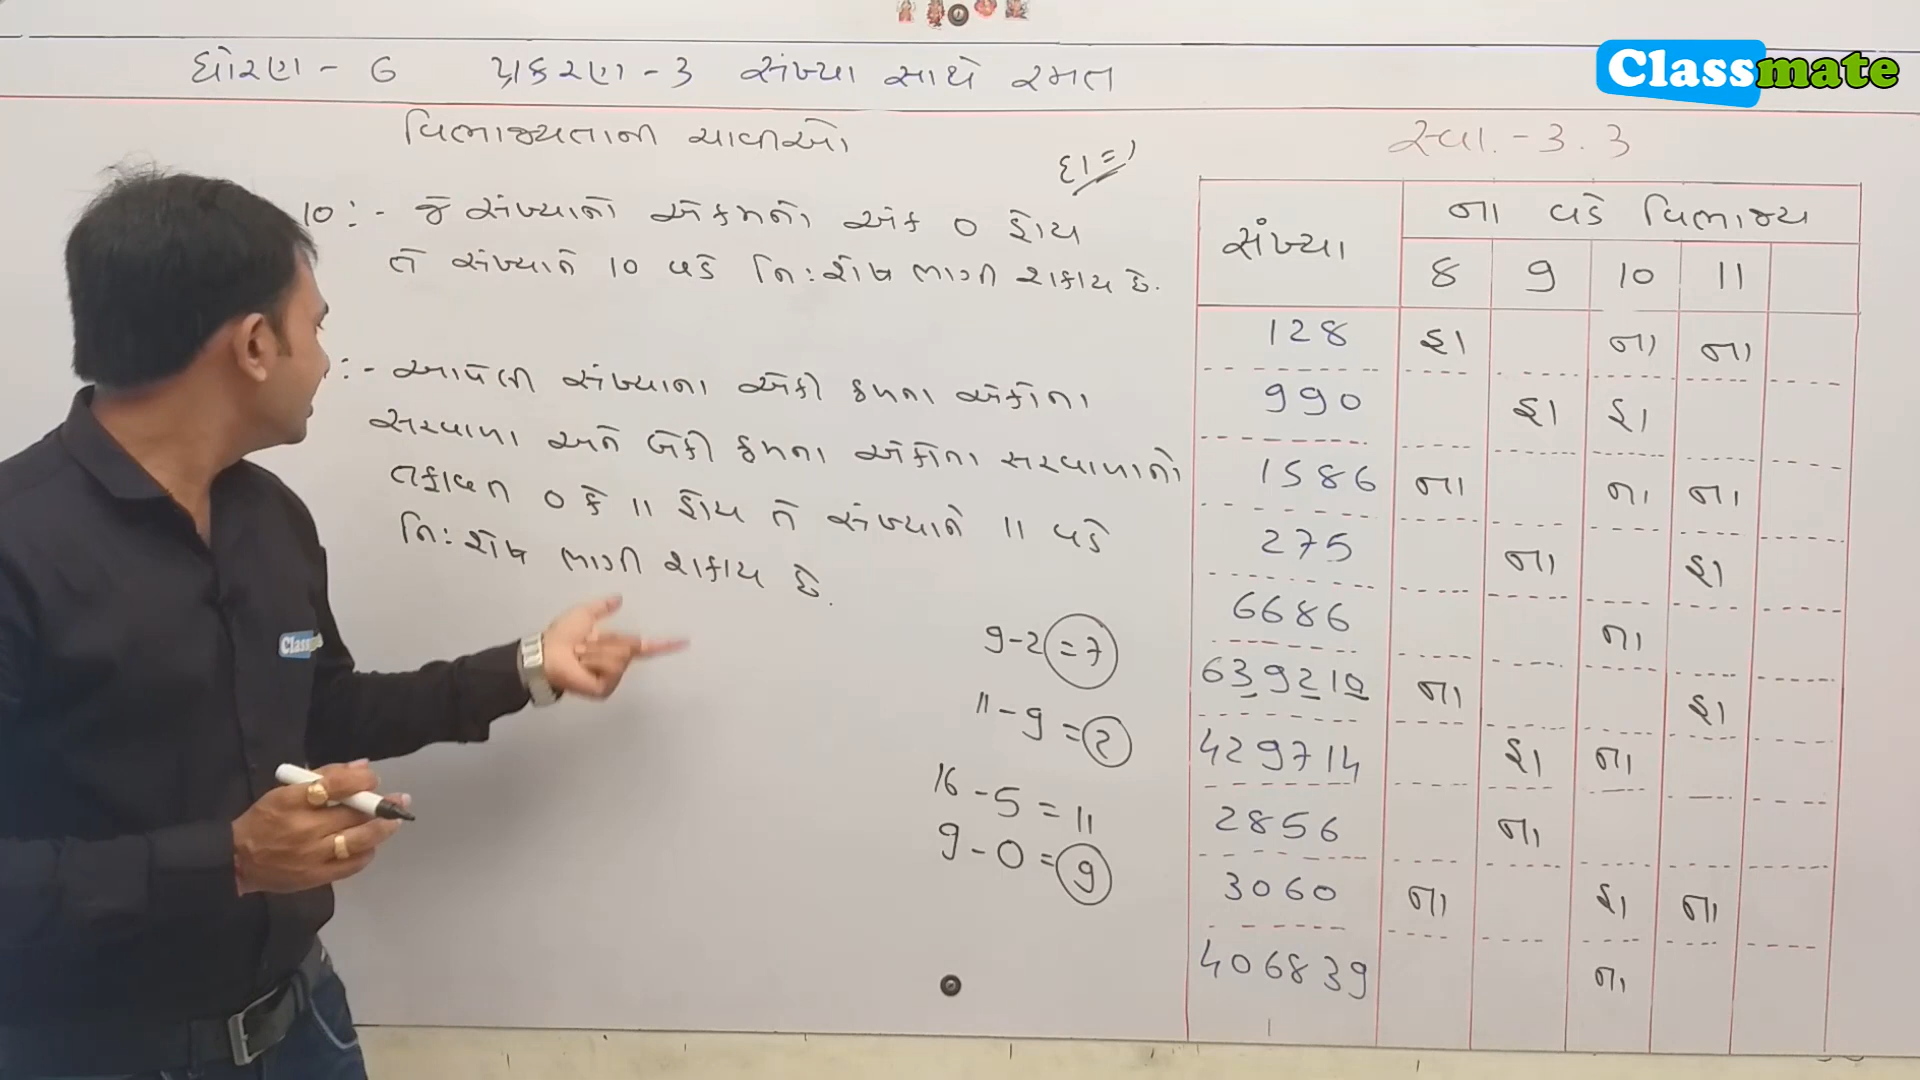 ધોરણ - 6 પ્રકરણ - 3 સંખ્યા સાથે રમત
Classmate
વિભાજ્યતાની ચાવીઓ
સ્વા. - 3.3
10 :- જે સંખ્યાનો એકમનો અંક 0 હોય
તે સંખ્યાને 10 વડે નિઃશેષ ભાગી શકાય છે.
:- આપેલી સંખ્યાના એકી ક્રમના અંકોના
સરવાળા અને બેકી ક્રમના અંકોના સરવાળાનો
તફાવત 0 કે 11 હોય તે સંખ્યાને 11 વડે
નિઃશેષ ભાગી શકાય છે.
9-2=7
11-9=2
16-5=11
9-0=9
સંખ્યા ના વડે વિભાજ્ય
8 9 10 11
128 હા ના ના
990 હા હા
1586 ના ના ના
275 ના હા
6686 ના
639210 ના હા
429714 હા ના
2856 ના
3060 ના હા ના
406839 ના